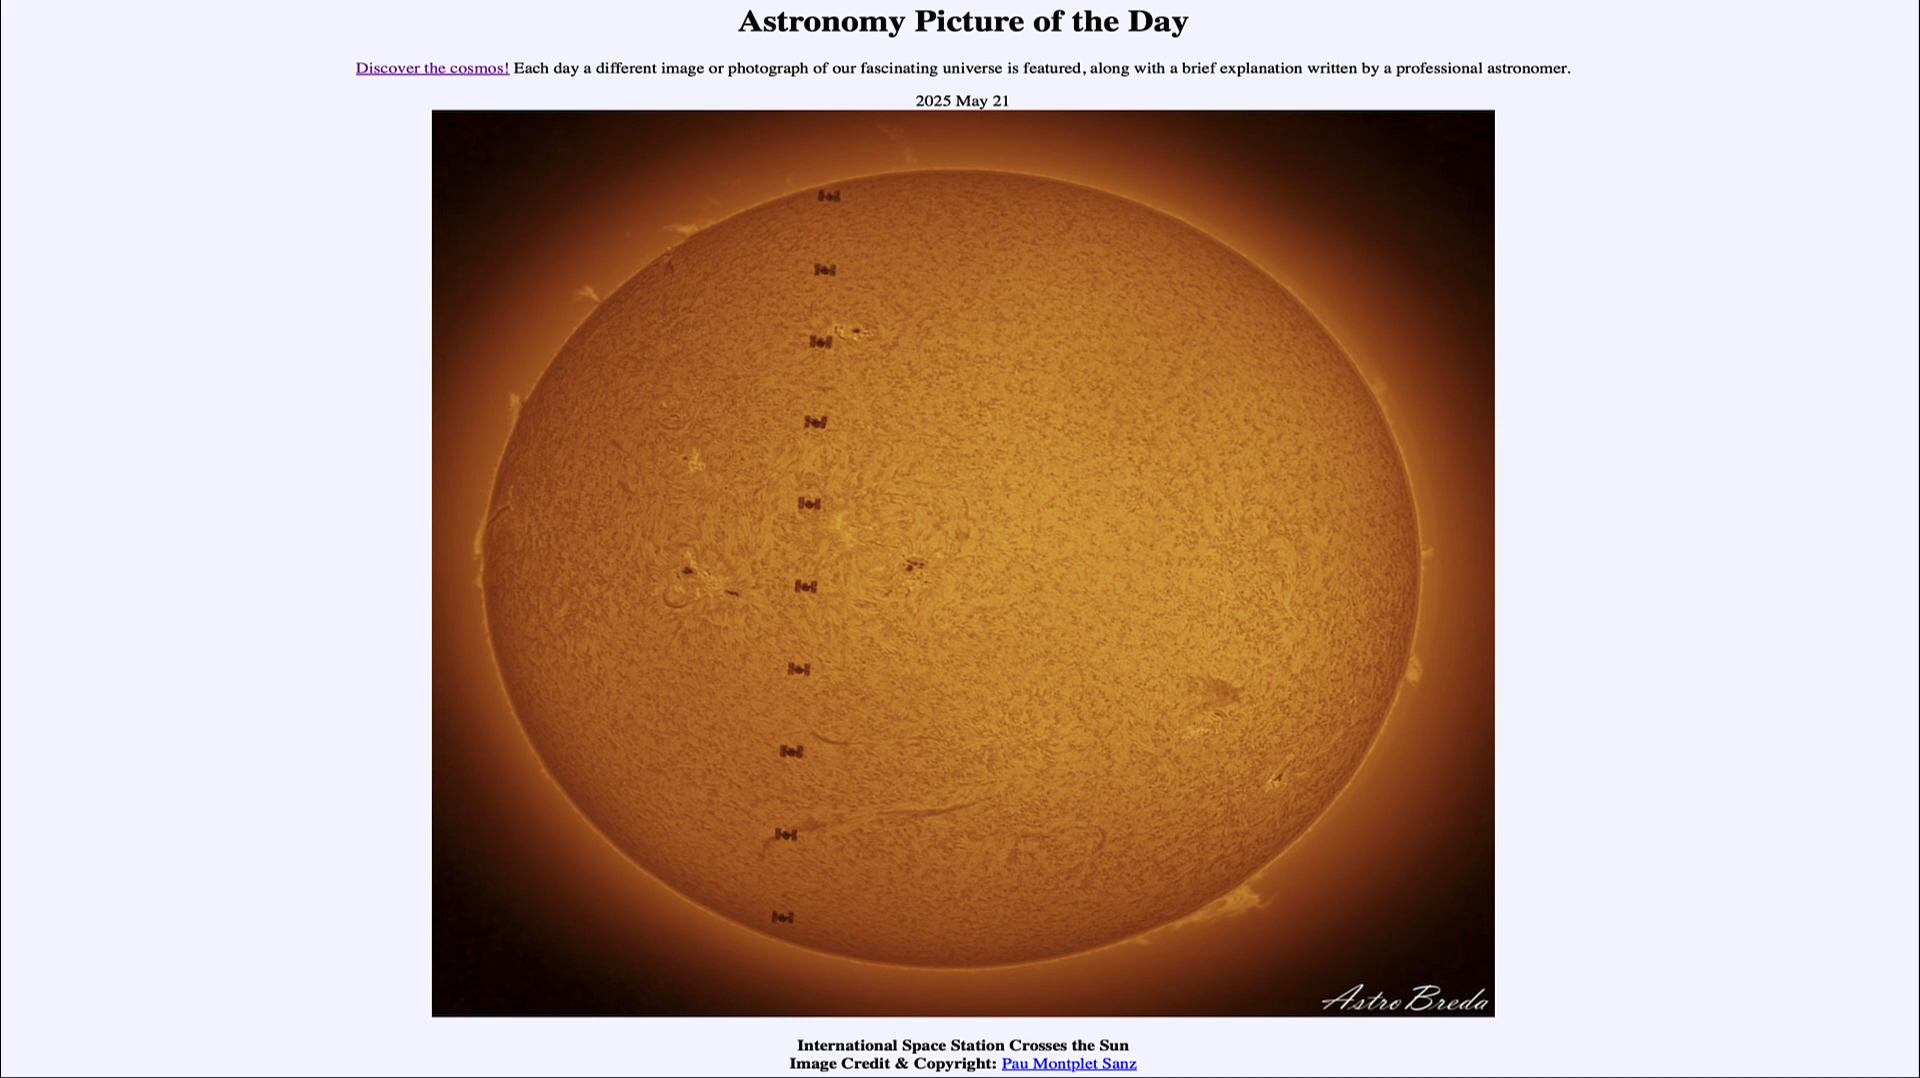 Astronomy Picture of the Day
Discover the cosmos! Each day a different image or photograph of our fascinating universe is featured, along with a brief explanation written by a professional astronomer.
2025 May 21
Astro Breda
International Space Station Crosses the Sun
Image Credit & Copyright: Pau Montplet Sanz